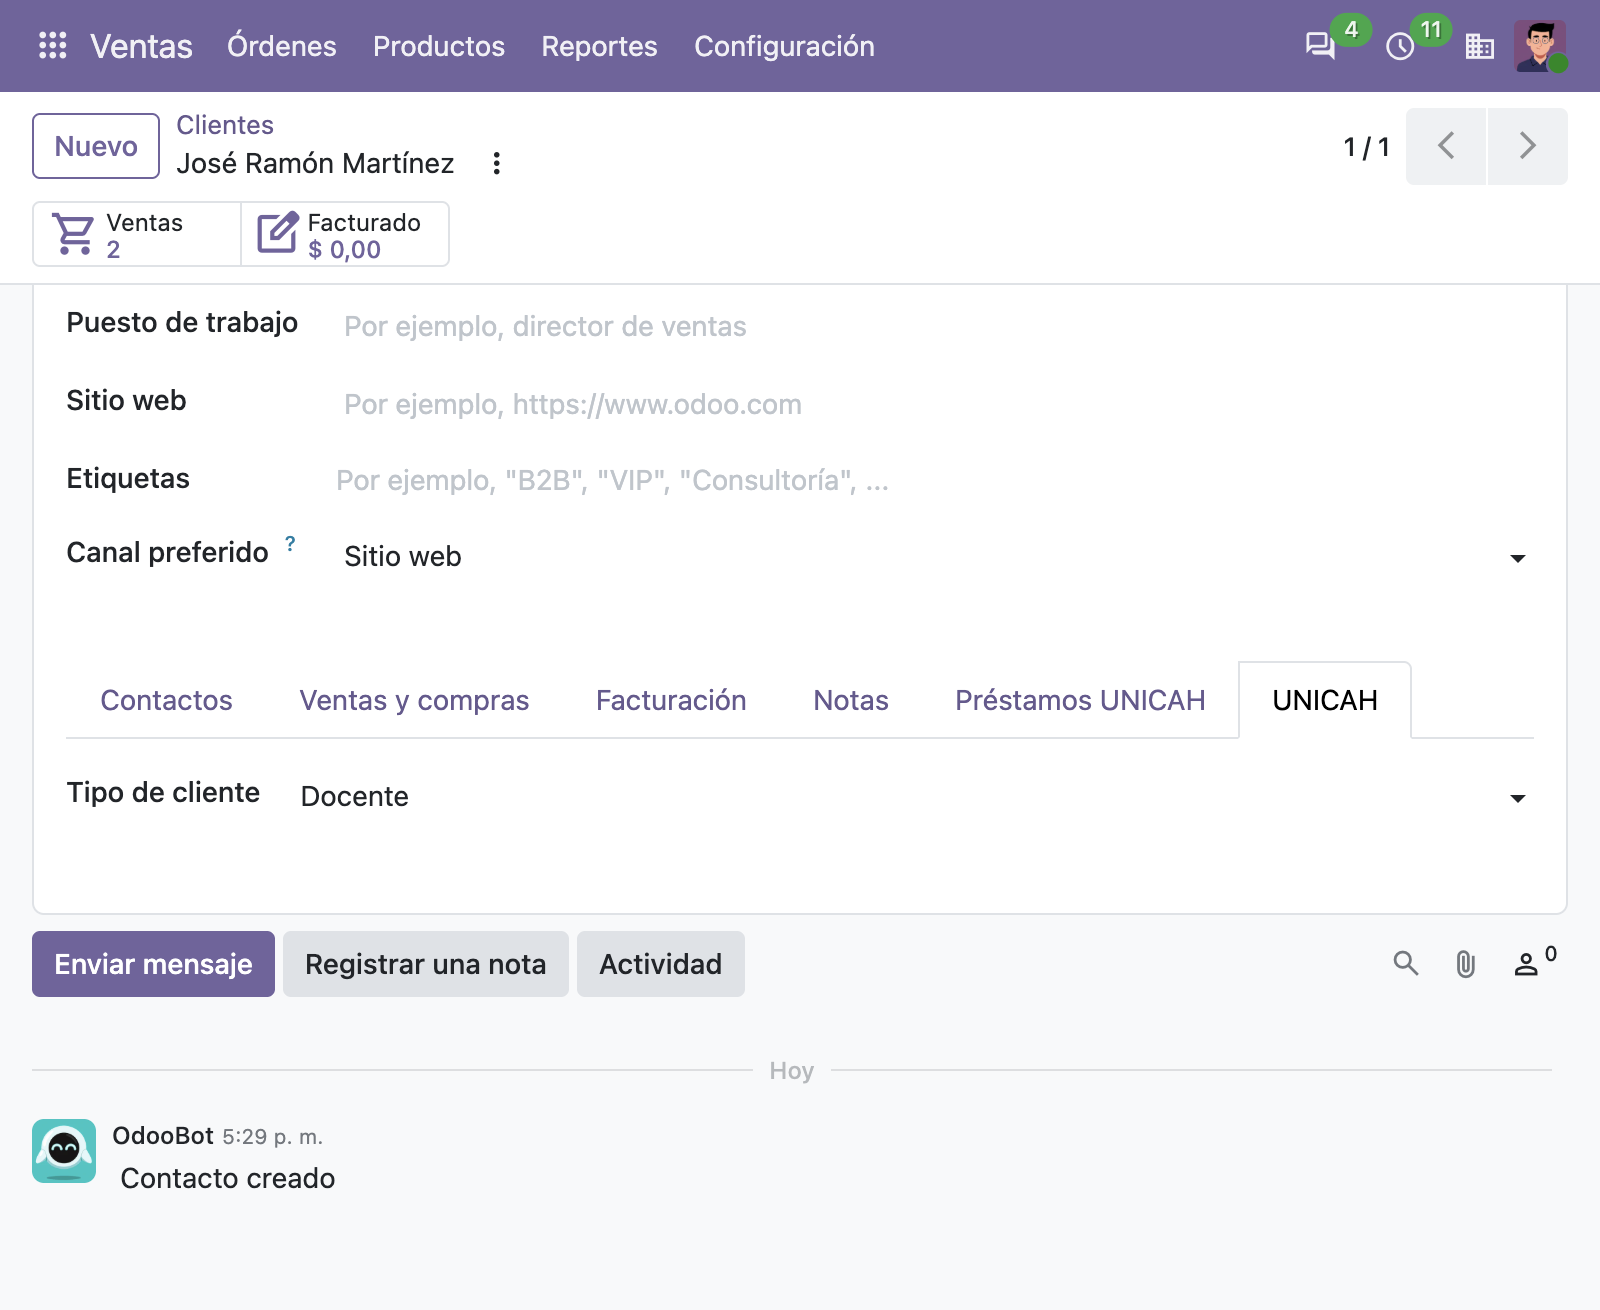 Ventas Órdenes Productos Reportes Configuración 4 11
Nuevo
Clientes
José Ramón Martínez
1 / 1
Ventas
2
Facturado
$ 0,00
Puesto de trabajo Por ejemplo, director de ventas
Sitio web Por ejemplo, https://www.odoo.com
Etiquetas Por ejemplo, "B2B", "VIP", "Consultoría", ...
Canal preferido ? Sitio web
Contactos Ventas y compras Facturación Notas Préstamos UNICAH UNICAH
Tipo de cliente Docente
Enviar mensaje Registrar una nota Actividad 0
Hoy
OdooBot 5:29 p. m.
Contacto creado